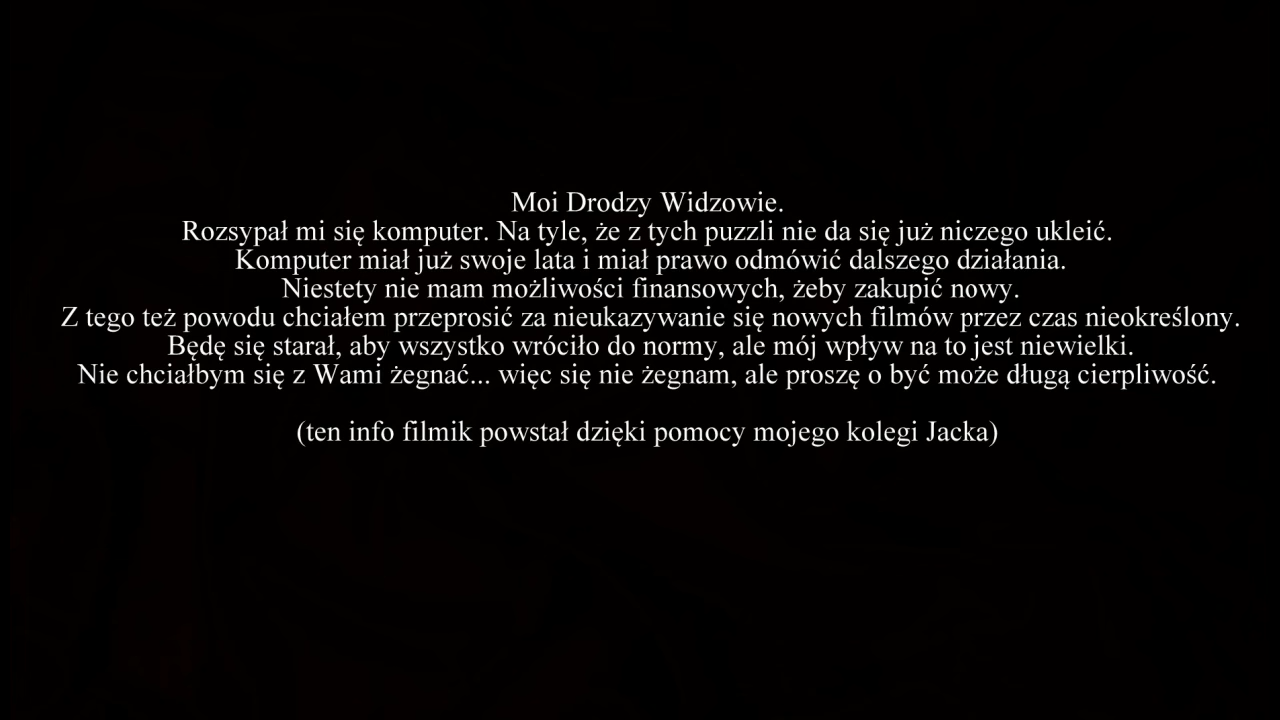 Moi Drodzy Widzowie.
Rozsypał mi się komputer. Na tyle, że z tych puzzli nie da się już niczego ukleić.
Komputer miał już swoje lata i miał prawo odmówić dalszego działania.
Niestety nie mam możliwości finansowych, żeby zakupić nowy.
Z tego też powodu chciałem przeprosić za nieukazywanie się nowych filmów przez czas nieokreślony.
Będę się starał, aby wszystko wróciło do normy, ale mój wpływ na to jest niewielki.
Nie chciałbym się z Wami żegnać... więc się nie żegnam, ale proszę o być może długą cierpliwość.
(ten info filmik powstał dzięki pomocy mojego kolegi Jacka)